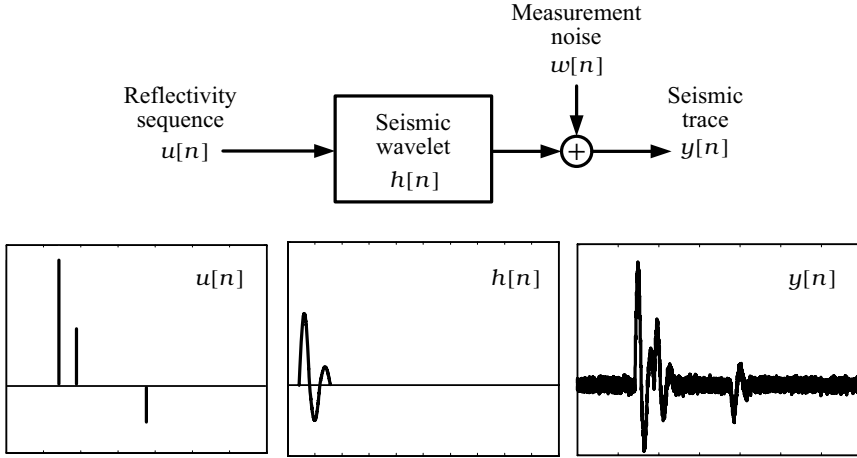 Measurement
noise
w[n]
Reflectivity
sequence
u[n]
Seismic
wavelet
h[n]
+
Seismic
trace
y[n]
u[n]
h[n]
y[n]